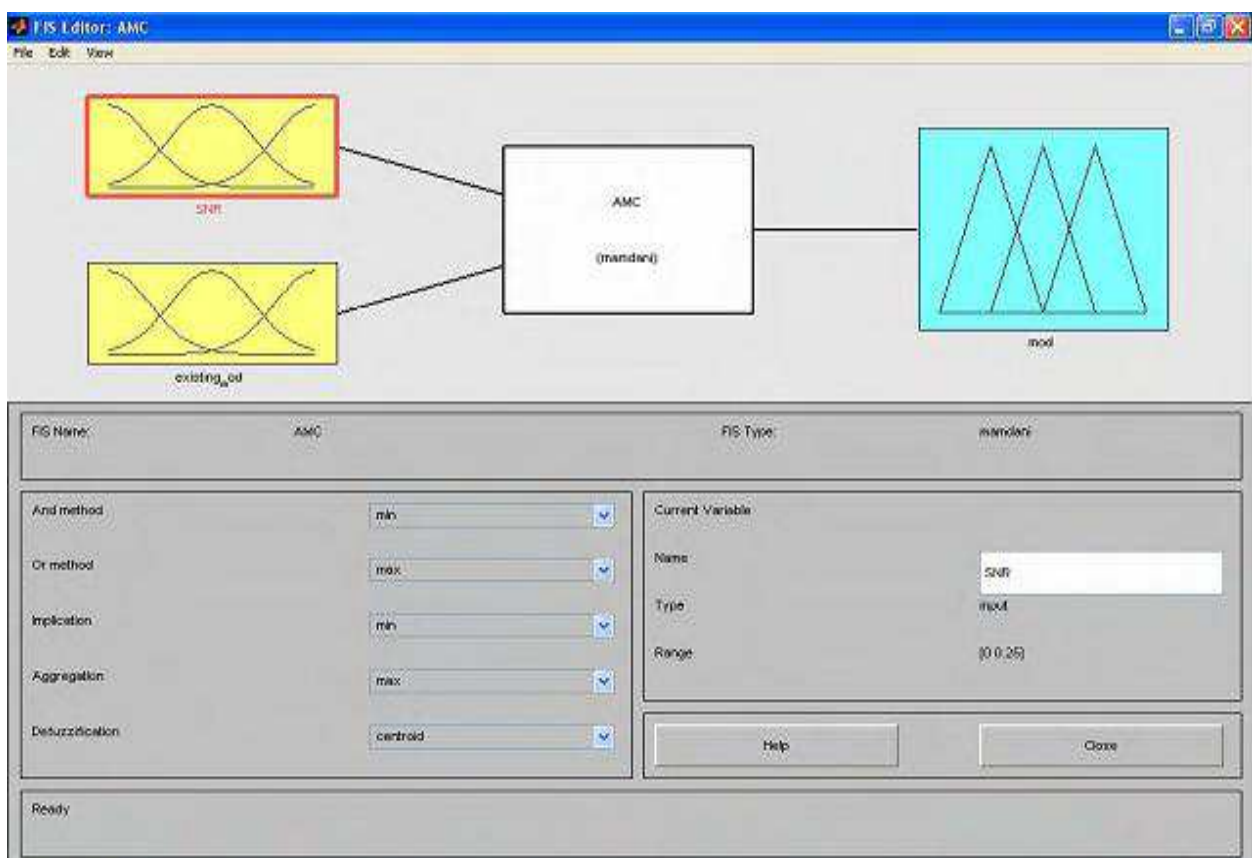 FIS Editor: AMC
File Edit View
SNR
existing_mod
AMC
(mamdani)
mod
FIS Name: AMC FIS Type: mamdani
And method min
Or method max
Implication min
Aggregation max
Defuzzification centroid
Current Variable
Name SNR
Type input
Range [0 0.25]
Help Close
Ready